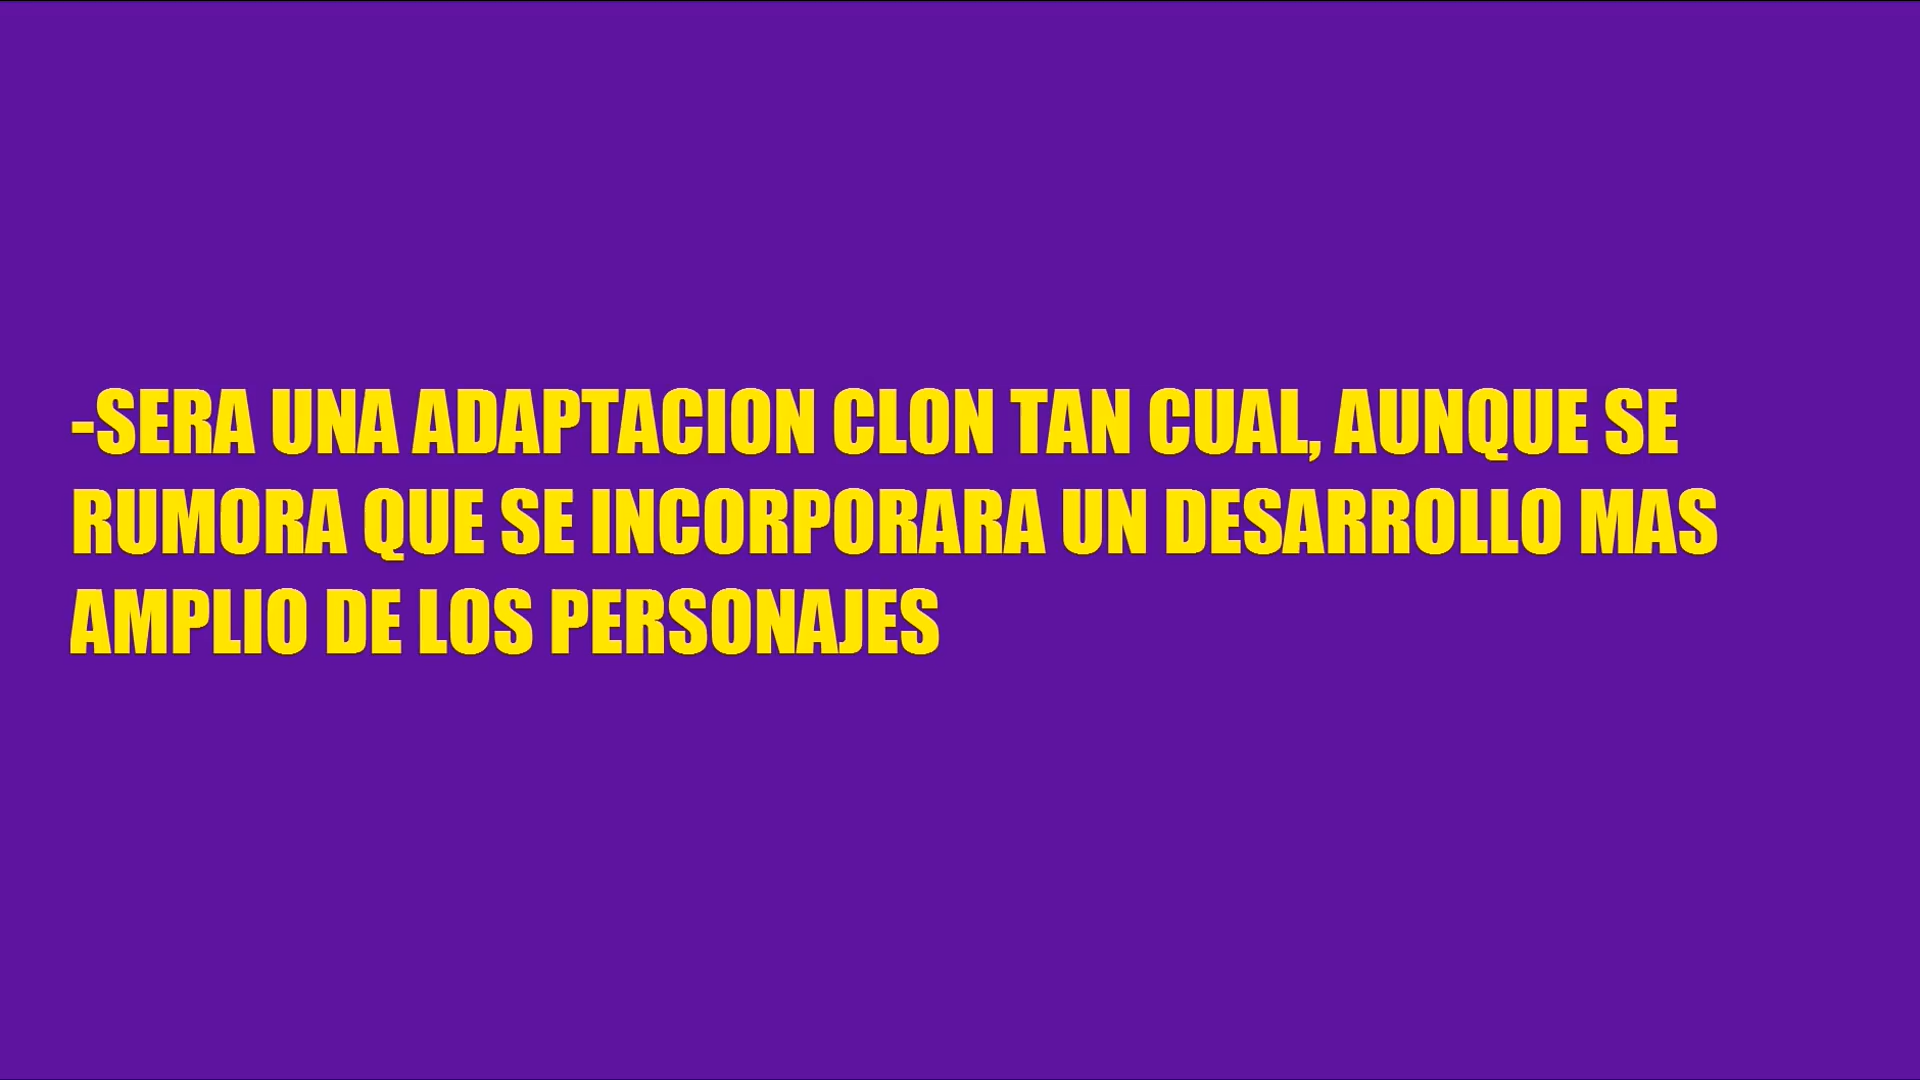 -SERA UNA ADAPTACION CLON TAN CUAL, AUNQUE SE
RUMORA QUE SE INCORPORARA UN DESARROLLO MAS
AMPLIO DE LOS PERSONAJES